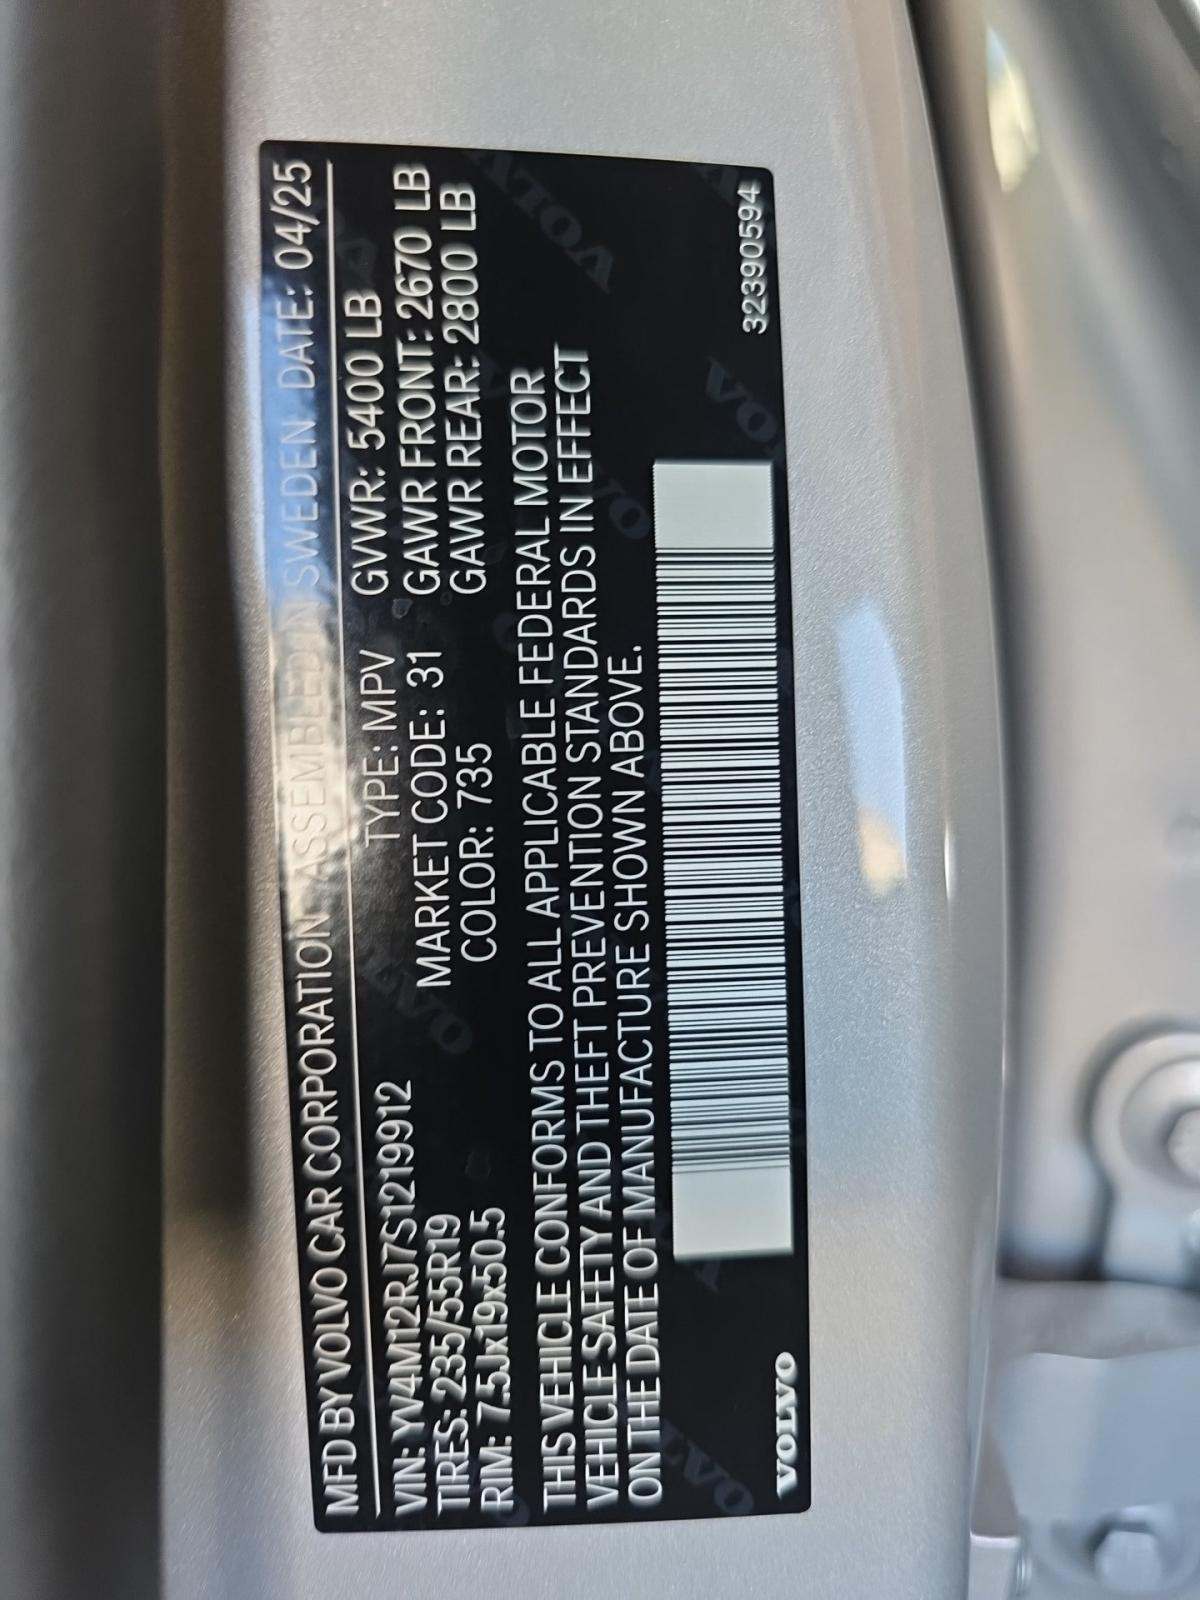 MFD BY VOLVO CAR CORPORATION ASSEMBLED IN SWEDEN DATE: 04/25
VIN: YV4M12RJ7S1219912 TYPE: MPV GVWR: 5400 LB
TIRES: 235/55R19 MARKET CODE: 31 GAWR FRONT: 2670 LB
RIM: 7.5Jx19x50.5 COLOR: 735 GAWR REAR: 2800 LB
THIS VEHICLE CONFORMS TO ALL APPLICABLE FEDERAL MOTOR
VEHICLE SAFETY AND THEFT PREVENTION STANDARDS IN EFFECT
ON THE DATE OF MANUFACTURE SHOWN ABOVE.
VOLVO 32390594